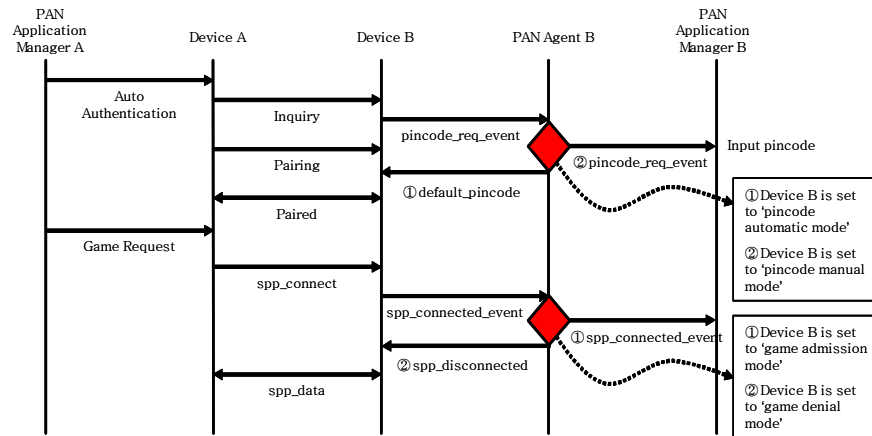 PAN
Application
Manager A
Device A
Device B
PAN Agent B
PAN
Application
Manager B
Auto
Authentication
Inquiry
pincode_req_event
Input pincode
Pairing
②pincode_req_event
①default_pincode
Paired
①Device B is set
to ‘pincode
automatic mode’
②Device B is set
to ‘pincode manual
mode’
Game Request
spp_connect
spp_connected_event
①spp_connected_event
②spp_disconnected
spp_data
①Device B is set
to ‘game admission
mode’
②Device B is set
to ‘game denial
mode’